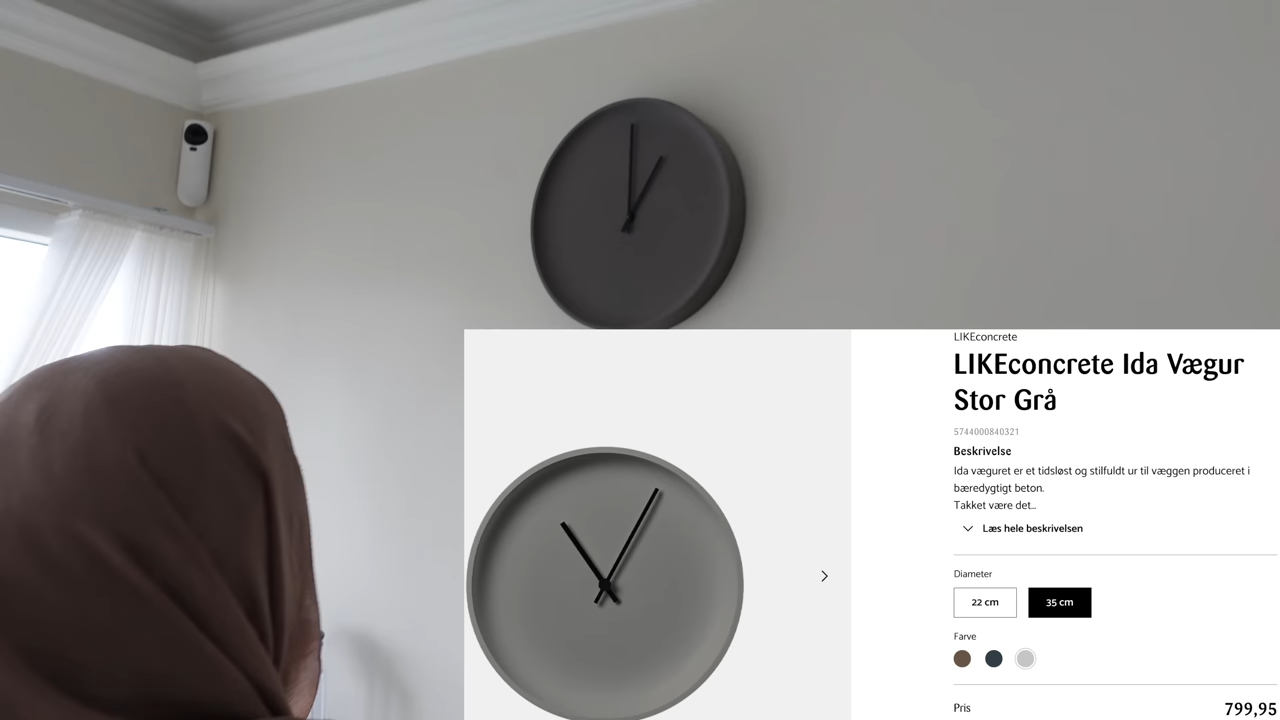 LIKEconcrete
LIKEconcrete Ida Vægur
Stor Grå
5744000840321
Beskrivelse
Ida væguret er et tidsløst og stilfuldt ur til væggen produceret i
bæredygtigt beton.
Takket være det...
Læs hele beskrivelsen
Diameter
22 cm
35 cm
Farve
Pris
799,95